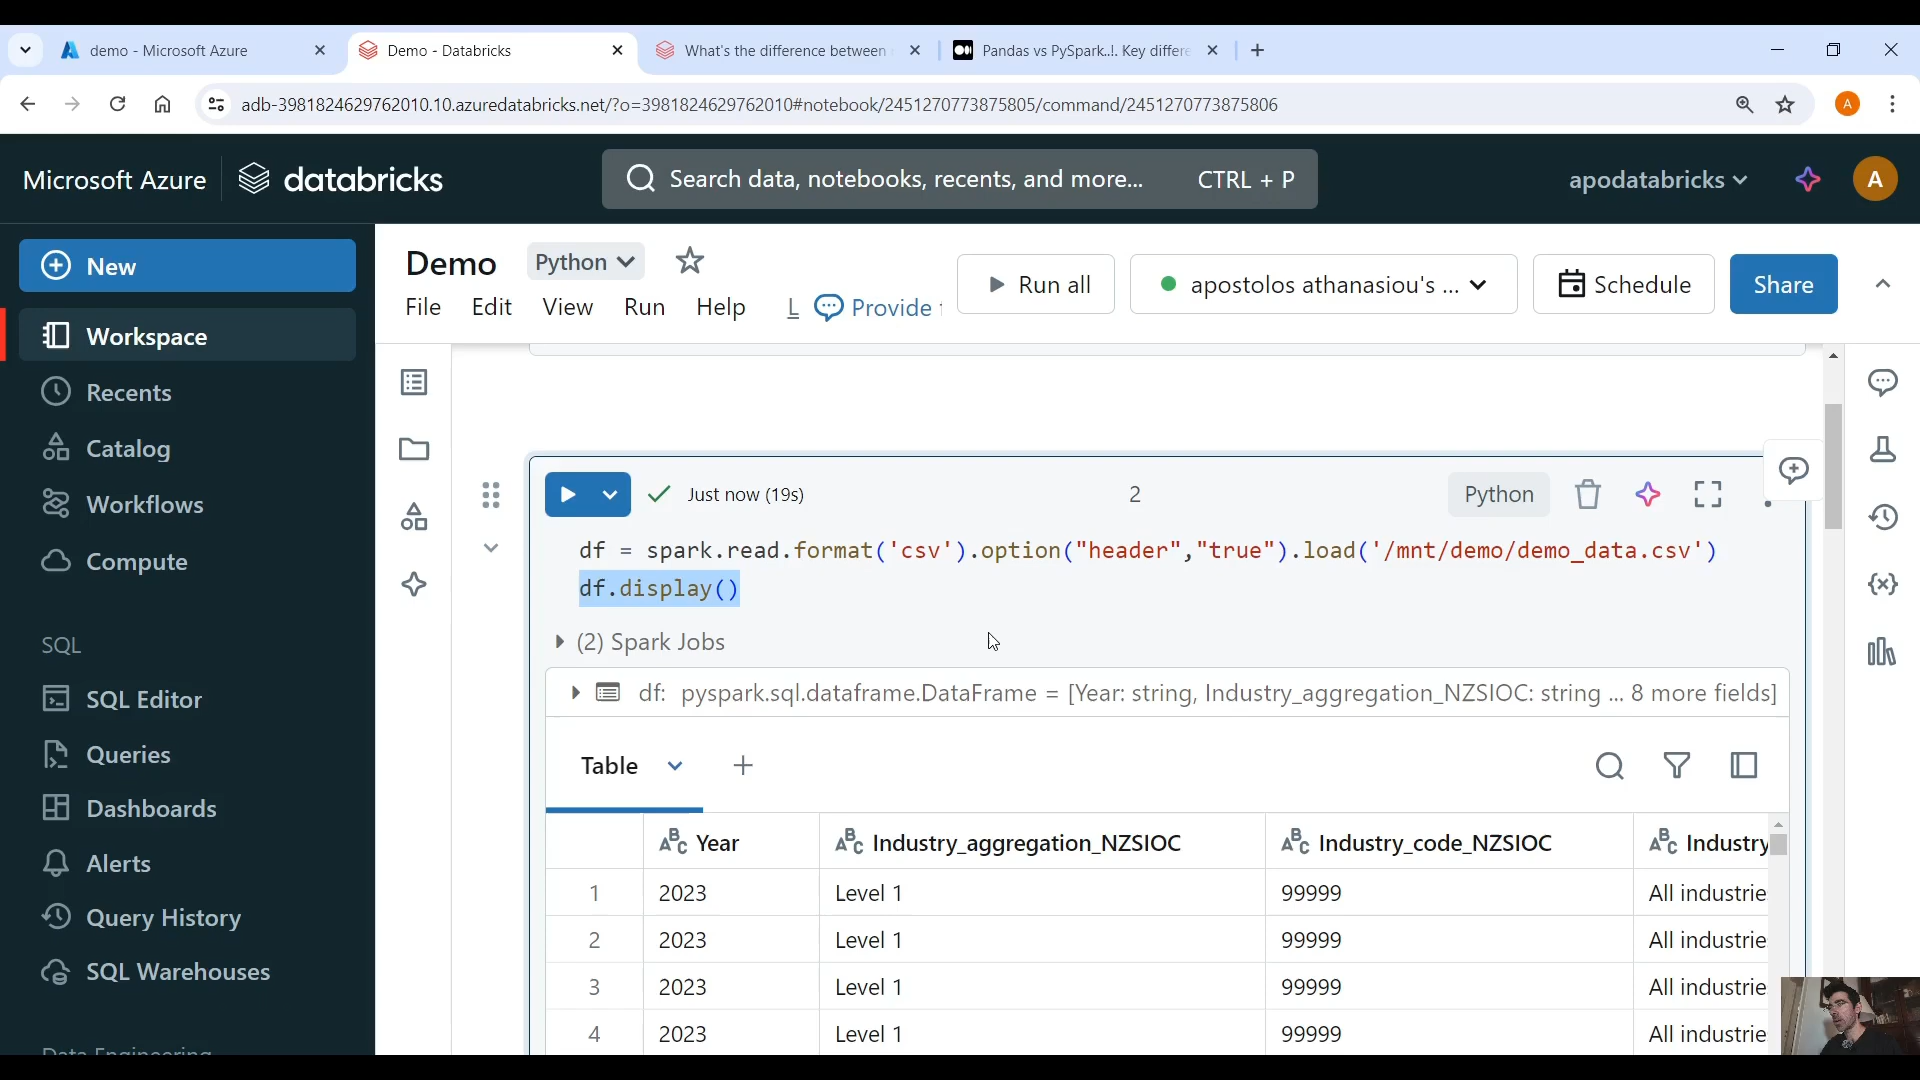 demo - Microsoft Azure
Demo - Databricks
What's the difference between
Pandas vs PySpark..!. Key differe
adb-3981824629762010.10.azuredatabricks.net/?o=3981824629762010#notebook/2451270773875805/command/2451270773875806
A
Microsoft Azure
databricks
Search data, notebooks, recents, and more...
CTRL + P
apodatabricks
A
New
Workspace
Recents
Catalog
Workflows
Compute
SQL
SQL Editor
Queries
Dashboards
Alerts
Query History
SQL Warehouses
Data Engineering
Demo
Python
File Edit View Run Help
L
Provide f
Run all
apostolos athanasiou's ...
Schedule
Share
Just now (19s)
2
Python
df = spark.read.format('csv').option("header","true").load('/mnt/demo/demo_data.csv')
df.display()
(2) Spark Jobs
df: pyspark.sql.dataframe.DataFrame = [Year: string, Industry_aggregation_NZSIOC: string ... 8 more fields]
Table
ABC Year ABC Industry_aggregation_NZSIOC ABC Industry_code_NZSIOC ABC Industry
1 2023 Level 1 99999 All industrie
2 2023 Level 1 99999 All industrie
3 2023 Level 1 99999 All industrie
4 2023 Level 1 99999 All industrie